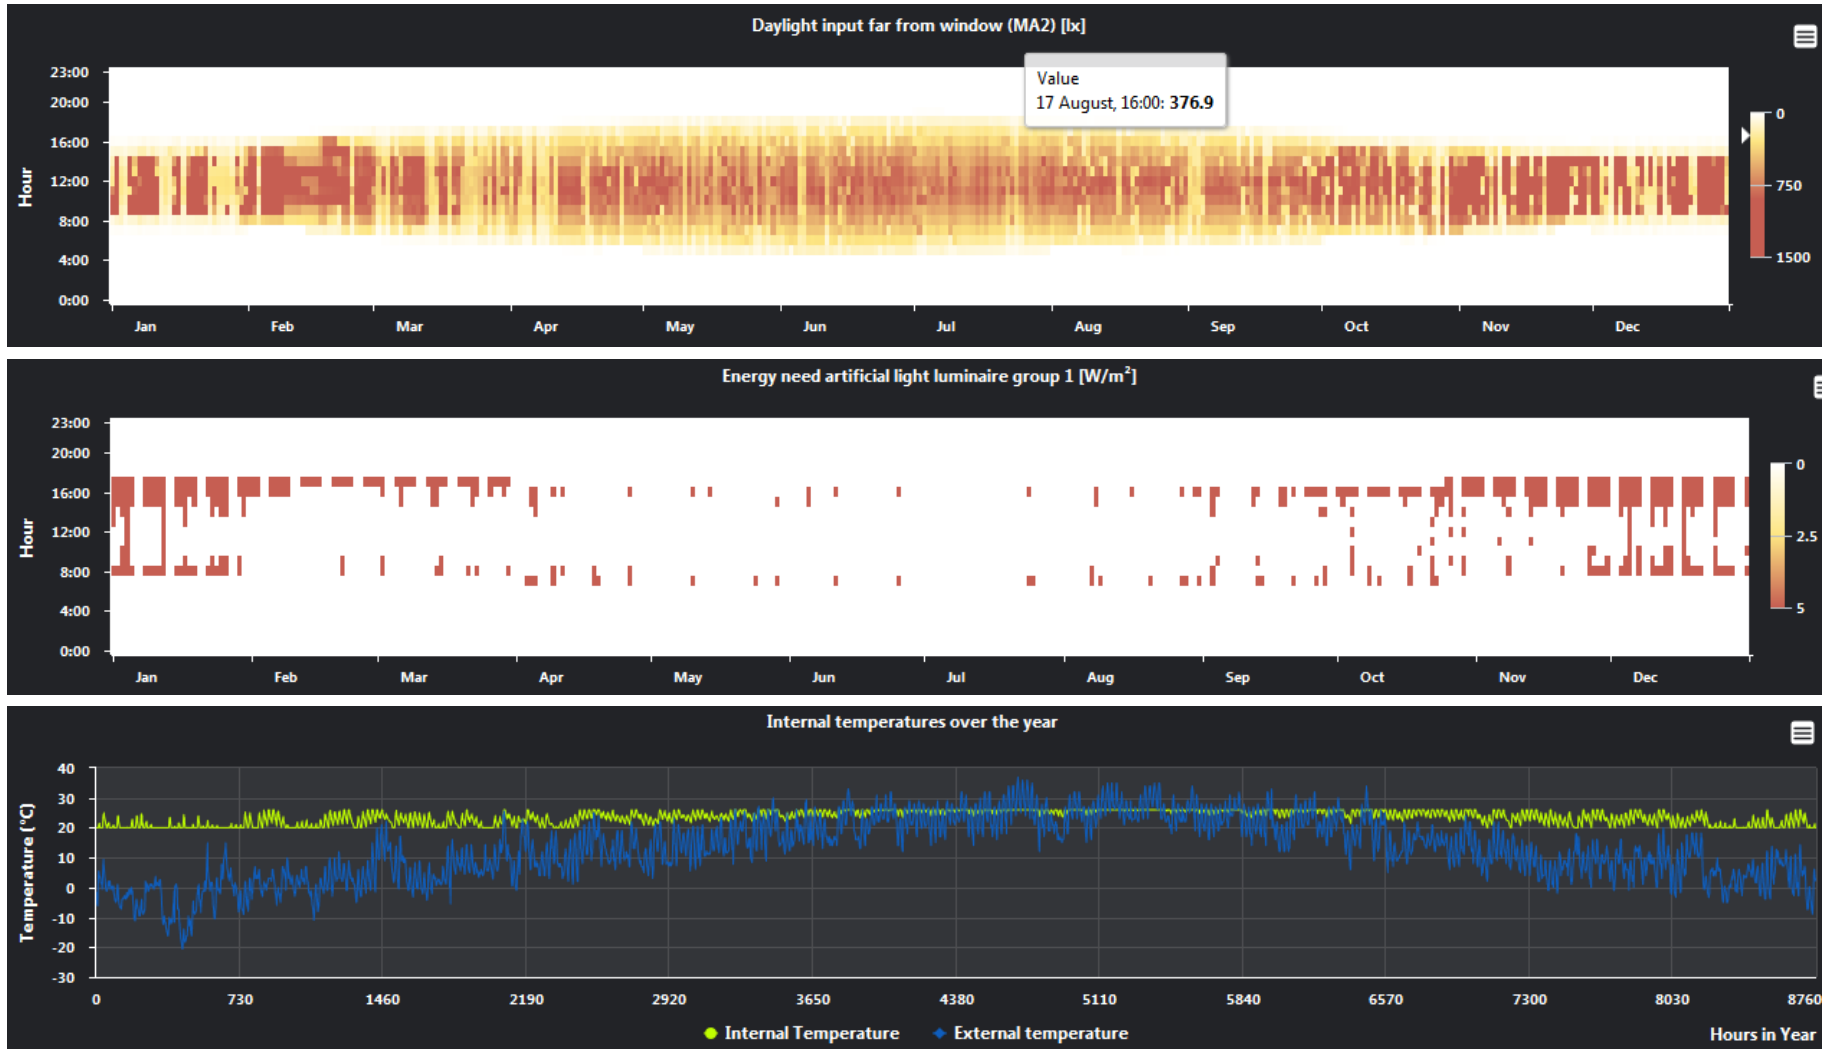 Daylight input far from window (MA2) [lx]
Value
17 August, 16:00: 376.9
23:00
20:00
16:00
12:00
8:00
4:00
0:00
Hour
0
750
1500
Jan Feb Mar Apr May Jun Jul Aug Sep Oct Nov Dec
Energy need artificial light luminaire group 1 [W/m²]
23:00
20:00
16:00
12:00
8:00
4:00
0:00
Hour
0
2.5
5
Jan Feb Mar Apr May Jun Jul Aug Sep Oct Nov Dec
Internal temperatures over the year
40
30
20
10
0
-10
-20
-30
Temperature (°C)
0 730 1460 2190 2920 3650 4380 5110 5840 6570 7300 8030 8760
Internal Temperature External temperature
Hours in Year